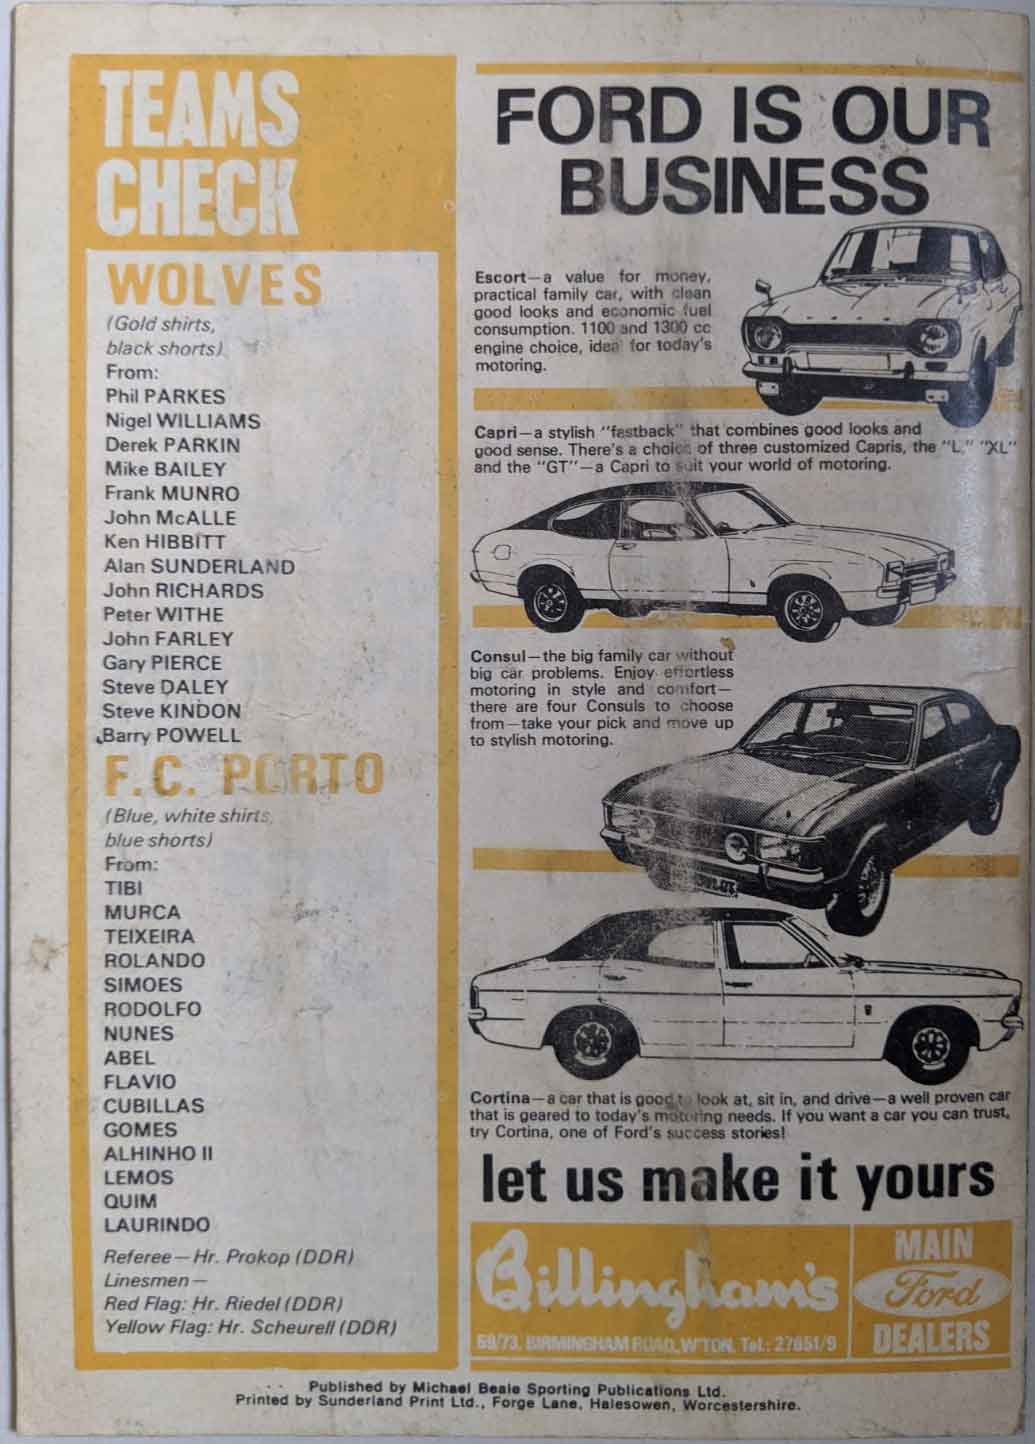 TEAMS
CHECK
WOLVES
(Gold shirts,
black shorts)
From:
Phil PARKES
Nigel WILLIAMS
Derek PARKIN
Mike BAILEY
Frank MUNRO
John McALLE
Ken HIBBITT
Alan SUNDERLAND
John RICHARDS
Peter WITHE
John FARLEY
Gary PIERCE
Steve DALEY
Steve KINDON
Barry POWELL
F.C. PORTO
(Blue, white shirts,
blue shorts)
From:
TIBI
MURCA
TEIXEIRA
ROLANDO
SIMOES
RODOLFO
NUNES
ABEL
FLAVIO
CUBILLAS
GOMES
ALHINHO II
LEMOS
QUIM
LAURINDO
Referee—Hr. Prokop (DDR)
Linesmen—
Red Flag: Hr. Riedel (DDR)
Yellow Flag: Hr. Scheurell (DDR)
FORD IS OUR
BUSINESS
Escort—a value for money,
practical family car, with clean
good looks and economic fuel
consumption. 1100 and 1300 cc
engine choice, ideal for today's
motoring.
Capri—a stylish "fastback" that combines good looks and
good sense. There's a choice of three customized Capris, the "L," "XL"
and the "GT"—a Capri to suit your world of motoring.
Consul—the big family car without
big car problems. Enjoy effortless
motoring in style and comfort—
there are four Consuls to choose
from—take your pick and move up
to stylish motoring.
Cortina—a car that is good to look at, sit in, and drive—a well proven car
that is geared to today's motoring needs. If you want a car you can trust,
try Cortina, one of Ford's success stories!
let us make it yours
Billingham's
69/73, BIRMINGHAM ROAD, W'TON. Tel.: 27651/9
MAIN
Ford
DEALERS
Published by Michael Beale Sporting Publications Ltd.
Printed by Sunderland Print Ltd., Forge Lane, Halesowen, Worcestershire.